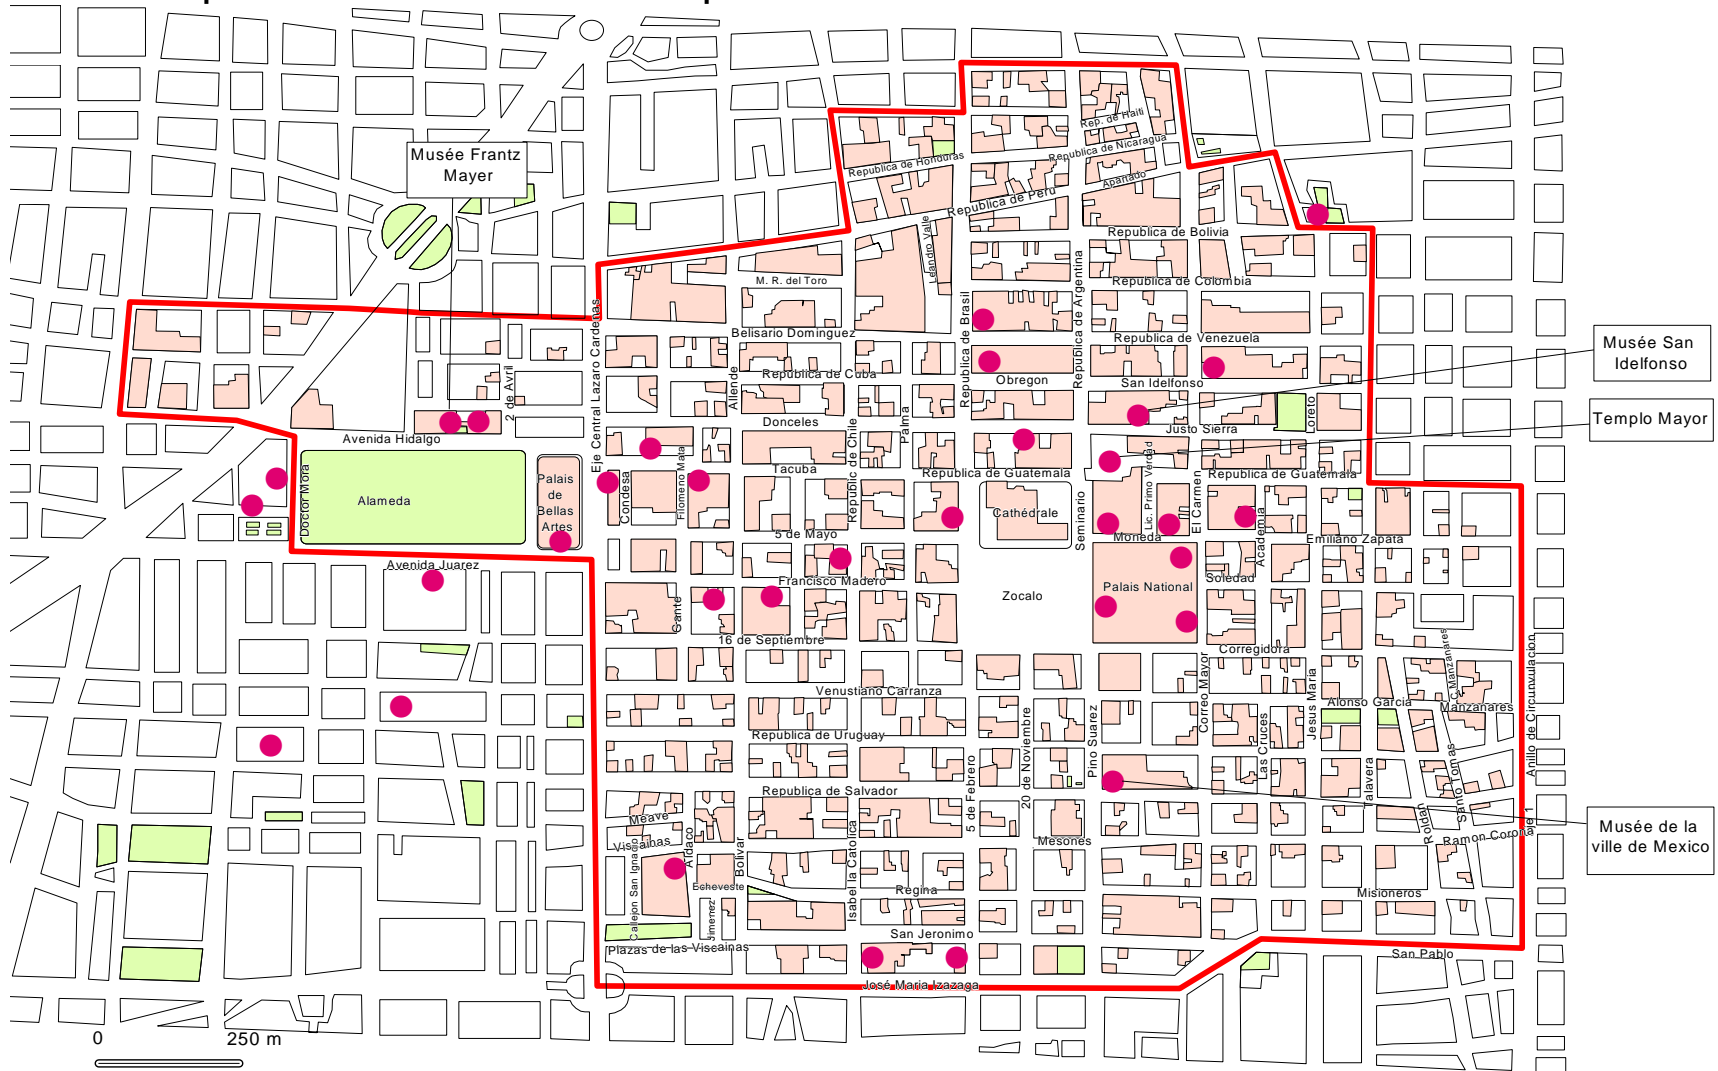 Musée Frantz
Mayer
Rep. de Haiti
Republica de Nicaragua
Republica de Honduras
Apartado
Republica de Peru
Leandro Valle
Republica de Bolivia
M. R. del Toro
Republica de Argentina
Republica de Colombia
Eje Central Lazaro Cardenas
Republica de Brasil
Belisario Dominguez
Republica de Venezuela
Musée San
Idelfonso
Republica de Cuba
Allende
2 de Avril
Obregon
San Idelfonso
Loreto
Templo Mayor
Donceles
Palma
Justo Sierra
Avenida Hidalgo
Republic de Chile
Tacuba
Republica de Guatemala
Lic. Primo Verdad
Republica de Guatemala
Doctor Mora
Alameda
Palais
de
Bellas
Artes
Condesa
Filomeno Mata
Cathédrale
Seminario
El Carmen
Academia
5 de Mayo
Moneda
Emiliano Zapata
Avenida Juarez
Francisco Madero
Soledad
Palais National
Zocalo
Gante
16 de Septiembre
Corregidora
C. Manzanares
Correo Mayor
Jesus Maria
Venustiano Carranza
Alonso Garcia
Manzanares
Anillo de Circunvulacion
Republica de Uruguay
20 de Noviembre
Pino Suarez
Las Cruces
5 de Febrero
Talavera
Santo Tomas
Republica de Salvador
Meave
Roldan
Eje 1
Musée de la
ville de Mexico
Viscainas
Aldaco
Bolivar
Isabel la Catolica
Mesones
Ramon Corona
Callejon San Ignacio
Echeveste
Jimemez
Regina
Misioneros
San Jeronimo
Plazas de las Viscainas
San Pablo
José Maria Izazaga
0
250 m